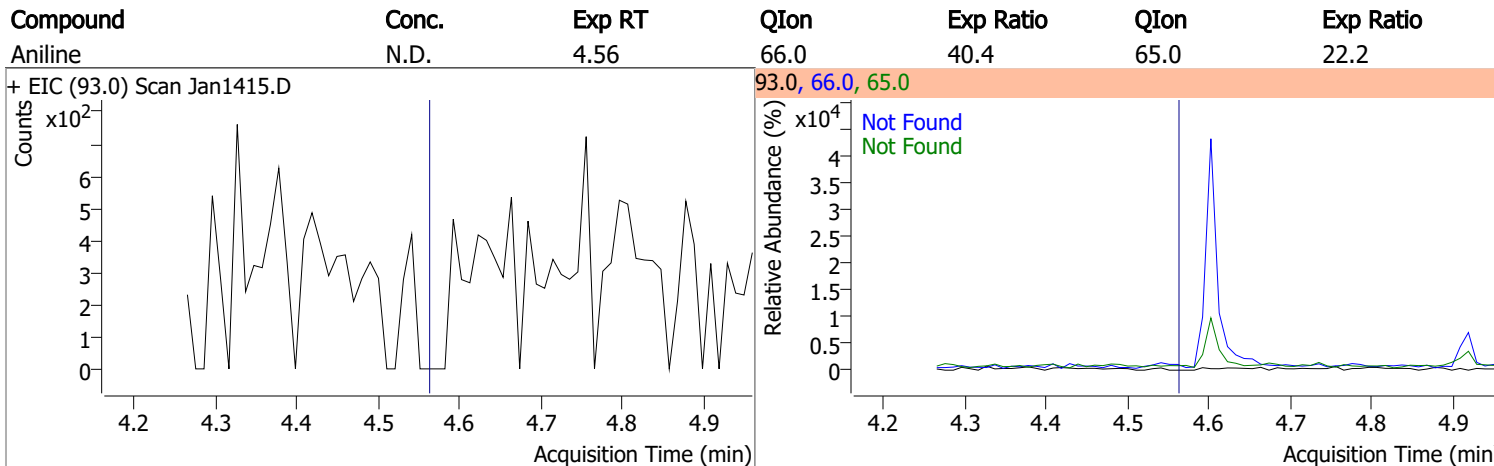 Compound Conc. Exp RT QIon Exp Ratio QIon Exp Ratio
Aniline N.D. 4.56 66.0 40.4 65.0 22.2
+ EIC (93.0) Scan Jan1415.D
Counts
x10²
6
5
4
3
2
1
0
4.2 4.3 4.4 4.5 4.6 4.7 4.8 4.9
Acquisition Time (min)
93.0, 66.0, 65.0
Relative Abundance (%)
x10⁴
Not Found
Not Found
4
3.5
3
2.5
2
1.5
1
0.5
0
4.2 4.3 4.4 4.5 4.6 4.7 4.8 4.9
Acquisition Time (min